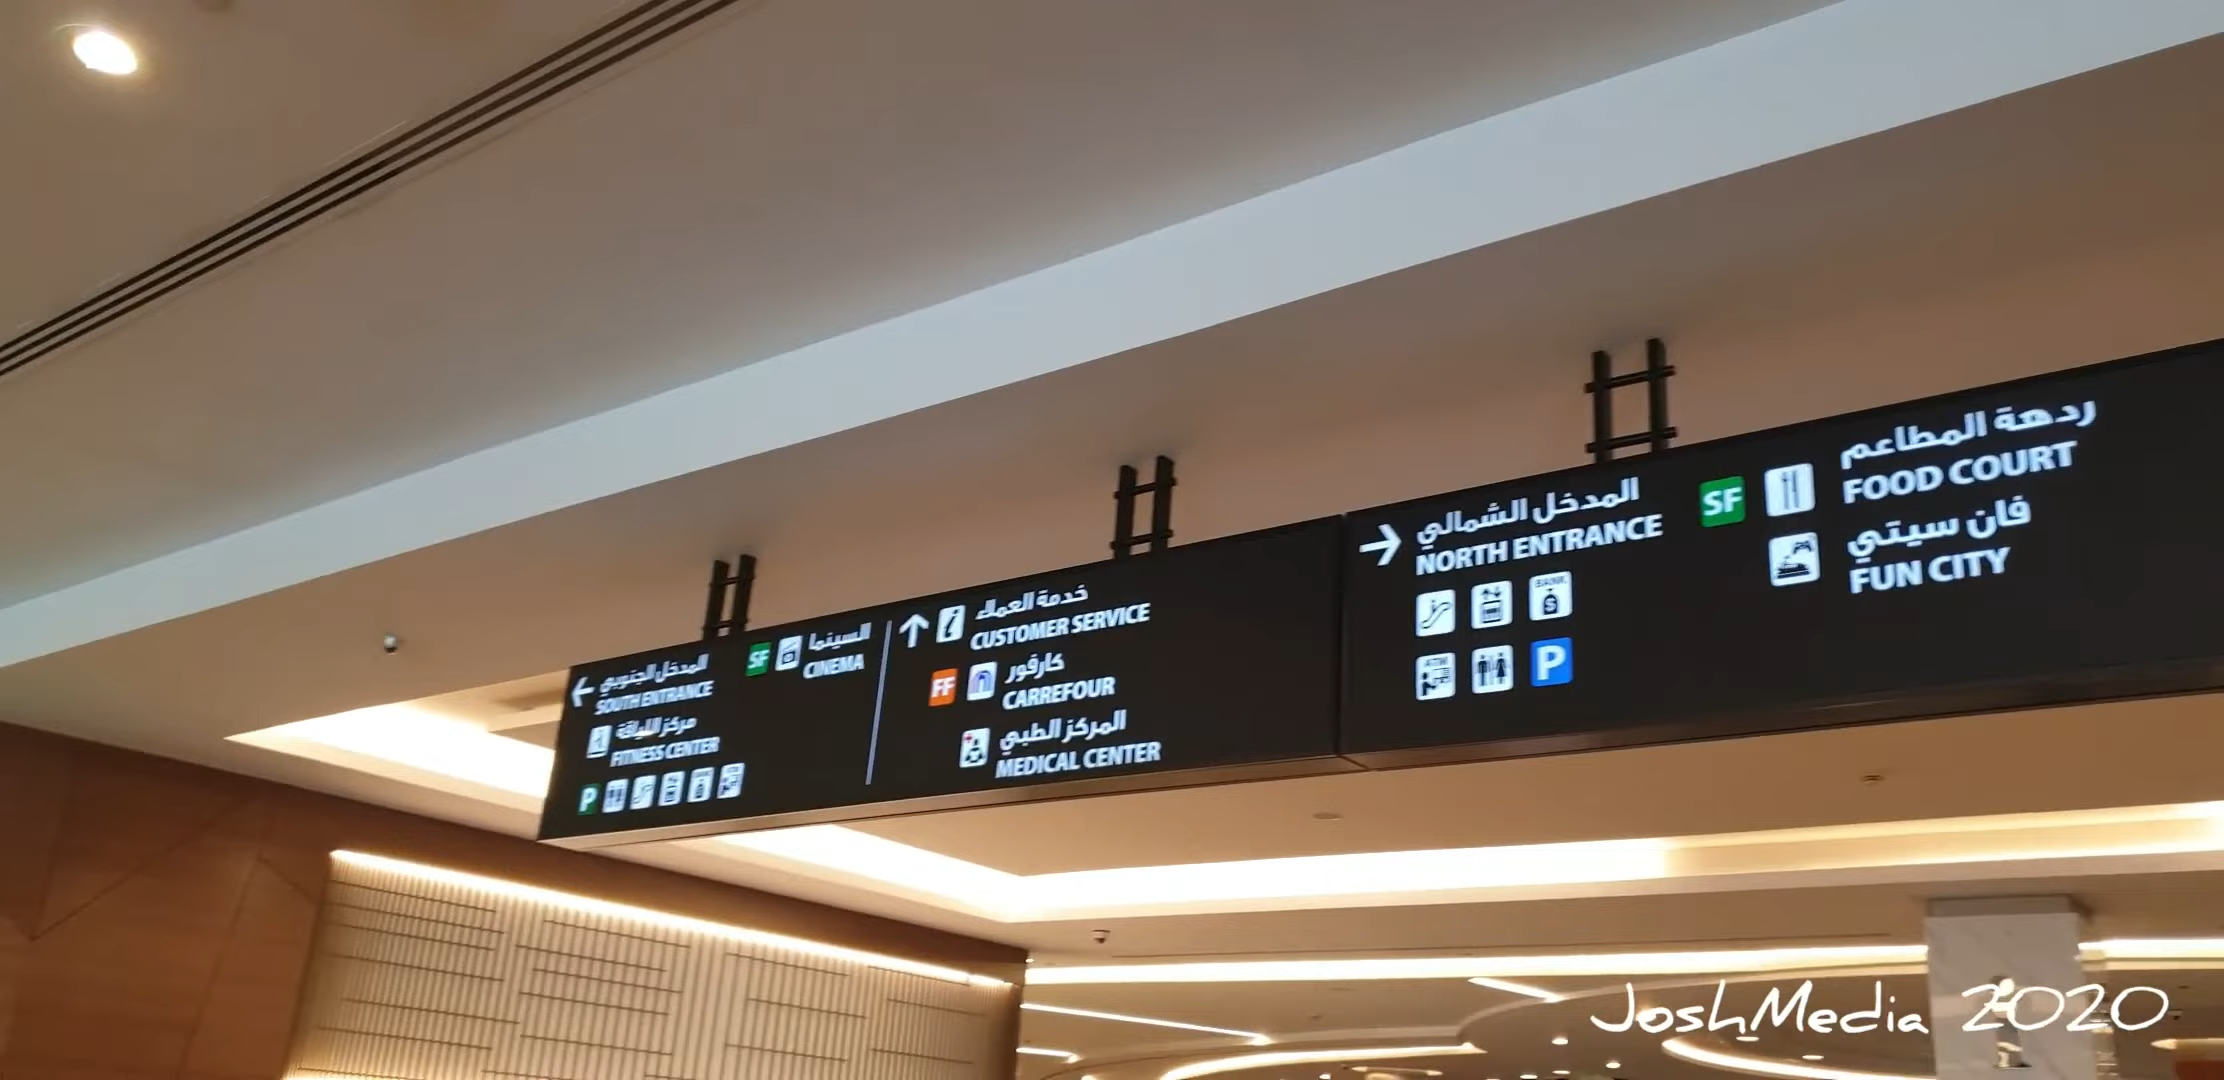 المدخل الجنوبي
SOUTH ENTRANCE
مركز اللياقة
FITNESS CENTER
P
SF
السينما
CINEMA
خدمة العملاء
CUSTOMER SERVICE
FF
كارفور
CARREFOUR
المركز الطبي
MEDICAL CENTER
المدخل الشمالي
NORTH ENTRANCE
BANK
ATM
P
SF
ردهة المطاعم
FOOD COURT
فان سيتي
FUN CITY
JoshMedia 2020